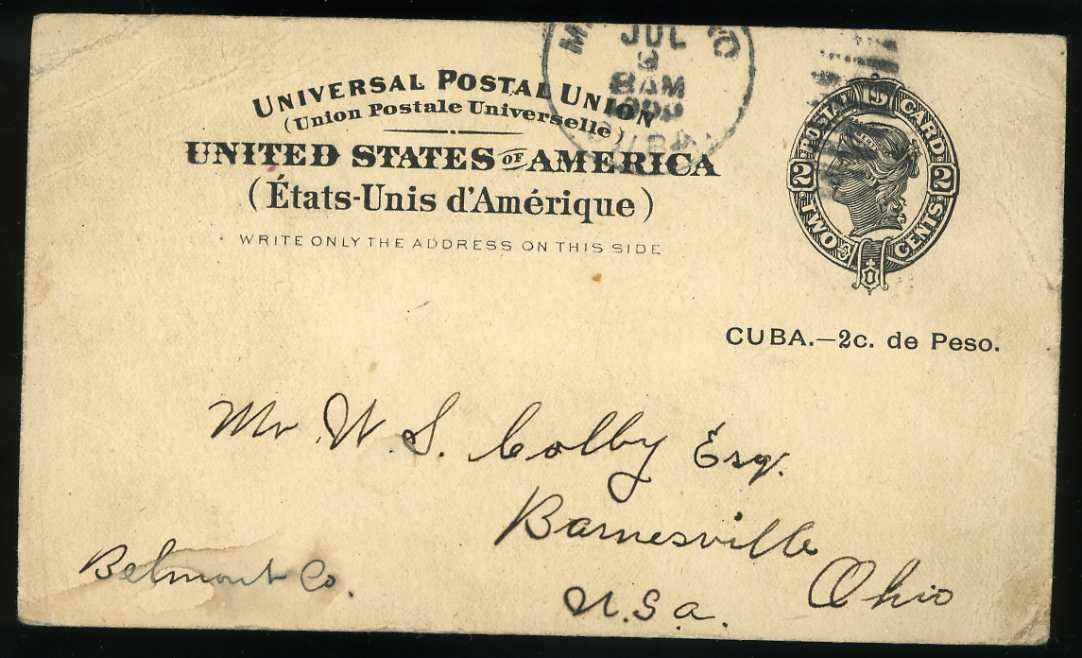 UNIVERSAL POSTAL UNION
(Union Postale Universelle)
UNITED STATES OF AMERICA
(États-Unis d'Amérique)
WRITE ONLY THE ADDRESS ON THIS SIDE
JUL
9
8 AM
POSTAL CARD
2 2
TWO CENTS
CUBA.—2c. de Peso.
Mr. W. S. Colby Esq.
Barnesville
Belmont Co.
Ohio
U.S.a.